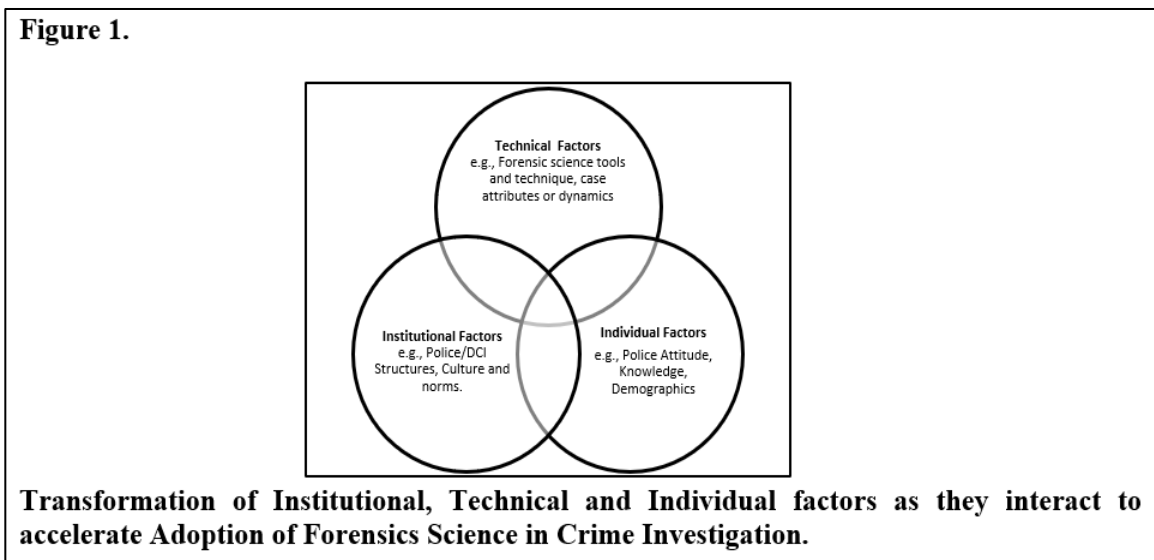 Figure 1.
Technical Factors
e.g., Forensic science tools
and technique, case
attributes or dynamics
Institutional Factors
e.g., Police/DCI
Structures, Culture and
norms.
Individual Factors
e.g., Police Attitude,
Knowledge,
Demographics
Transformation of Institutional, Technical and Individual factors as they interact to
accelerate Adoption of Forensics Science in Crime Investigation.